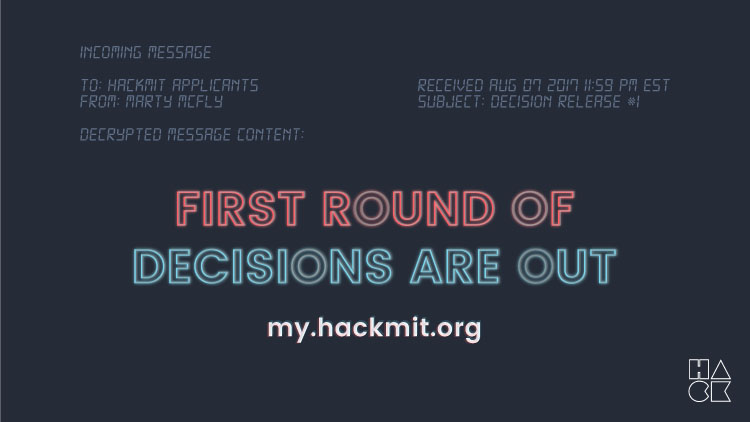 INCOMING MESSAGE
TO: HACKMIT APPLICANTS
FROM: MARTY MCFLY
RECEIVED AUG 07 2017 11:59 PM EST
SUBJECT: DECISION RELEASE #1
DECRYPTED MESSAGE CONTENT:
FIRST ROUND OF
DECISIONS ARE OUT
my.hackmit.org
HACK